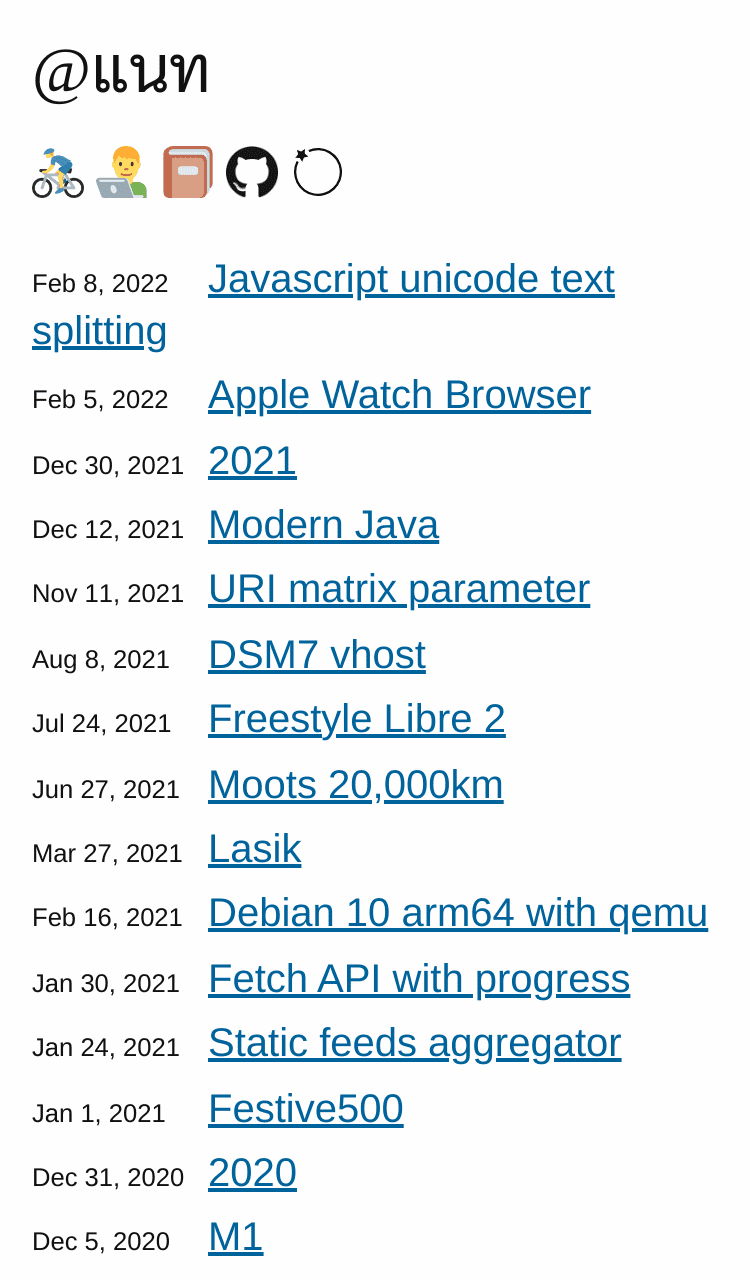 @แนท
Feb 8, 2022 Javascript unicode text
splitting
Feb 5, 2022 Apple Watch Browser
Dec 30, 2021 2021
Dec 12, 2021 Modern Java
Nov 11, 2021 URI matrix parameter
Aug 8, 2021 DSM7 vhost
Jul 24, 2021 Freestyle Libre 2
Jun 27, 2021 Moots 20,000km
Mar 27, 2021 Lasik
Feb 16, 2021 Debian 10 arm64 with qemu
Jan 30, 2021 Fetch API with progress
Jan 24, 2021 Static feeds aggregator
Jan 1, 2021 Festive500
Dec 31, 2020 2020
Dec 5, 2020 M1